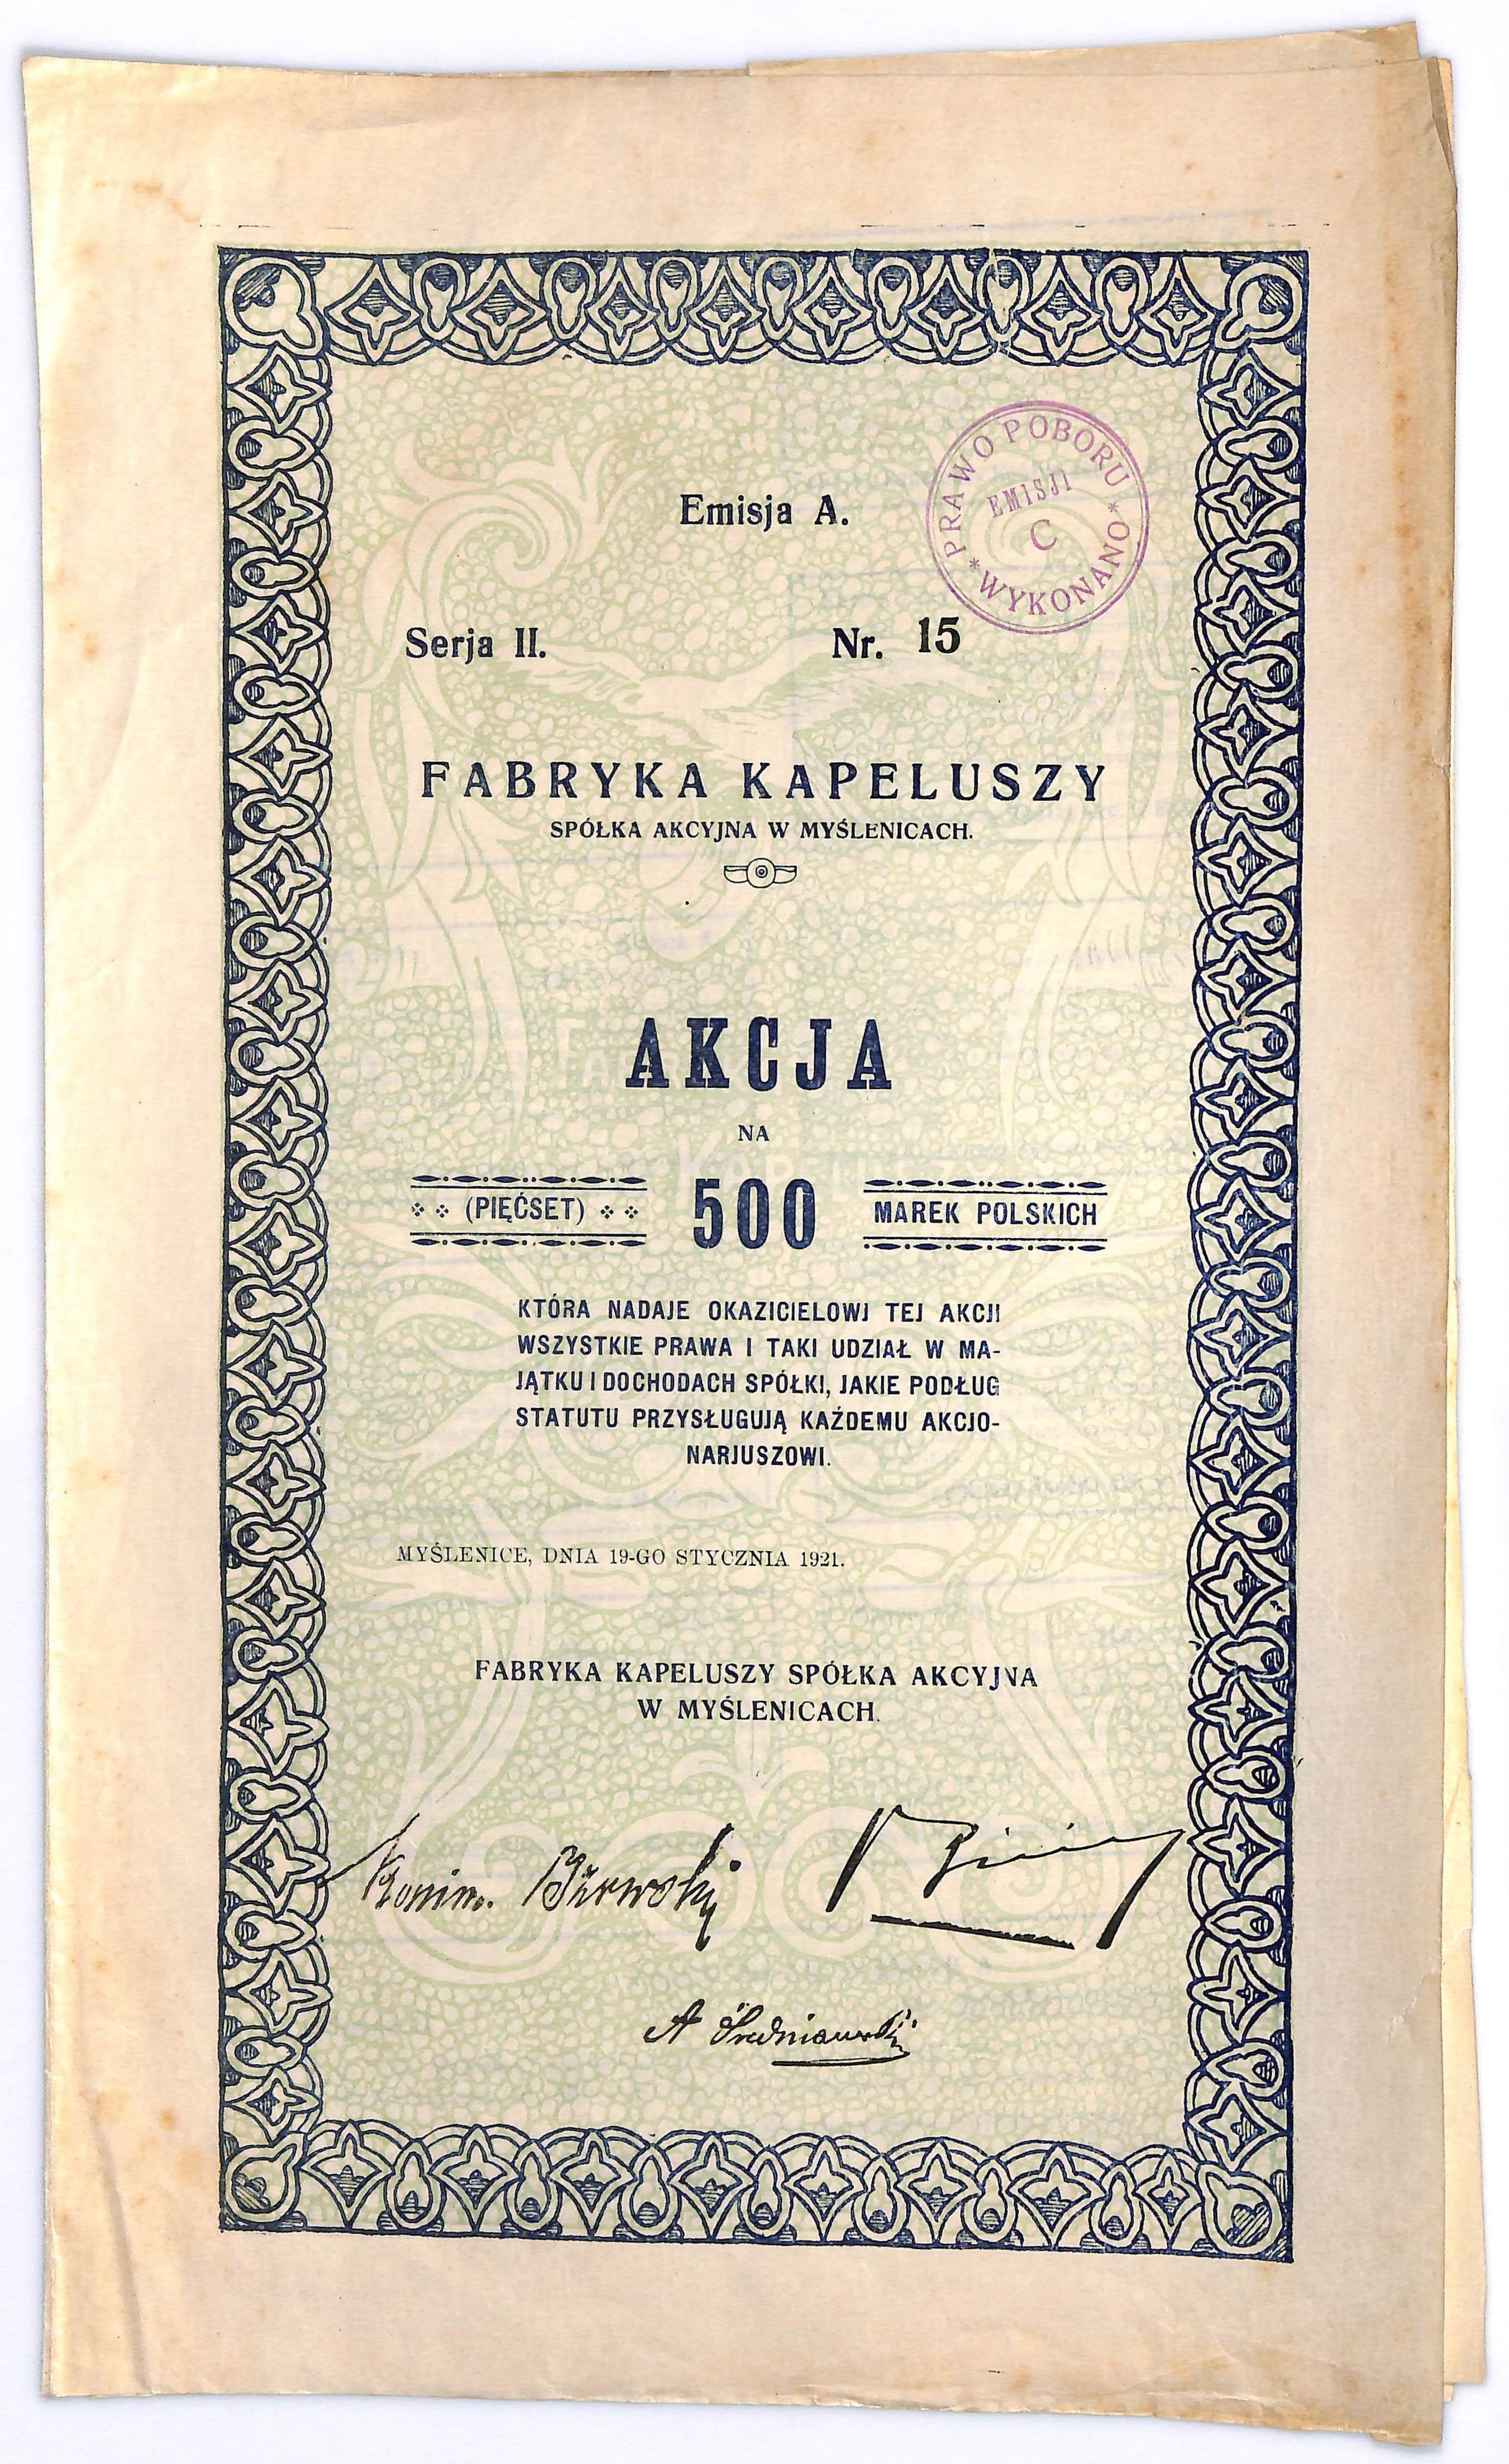 PRAWO POBORU
EMISJI
C
* WYKONANO *
Emisja A.
Serja II. Nr. 15
FABRYKA KAPELUSZY
SPÓŁKA AKCYJNA W MYŚLENICACH.
AKCJA
NA
(PIĘĆSET) 500 MAREK POLSKICH
KTÓRA NADAJE OKAZICIELOWI TEJ AKCJI
WSZYSTKIE PRAWA I TAKI UDZIAŁ W MA-
JĄTKU I DOCHODACH SPÓŁKI, JAKIE PODŁUG
STATUTU PRZYSŁUGUJĄ KAŻDEMU AKCJO-
NARJUSZOWI.
MYŚLENICE, DNIA 19-GO STYCZNIA 1921.
FABRYKA KAPELUSZY SPÓŁKA AKCYJNA
W MYŚLENICACH.
A Średniawski